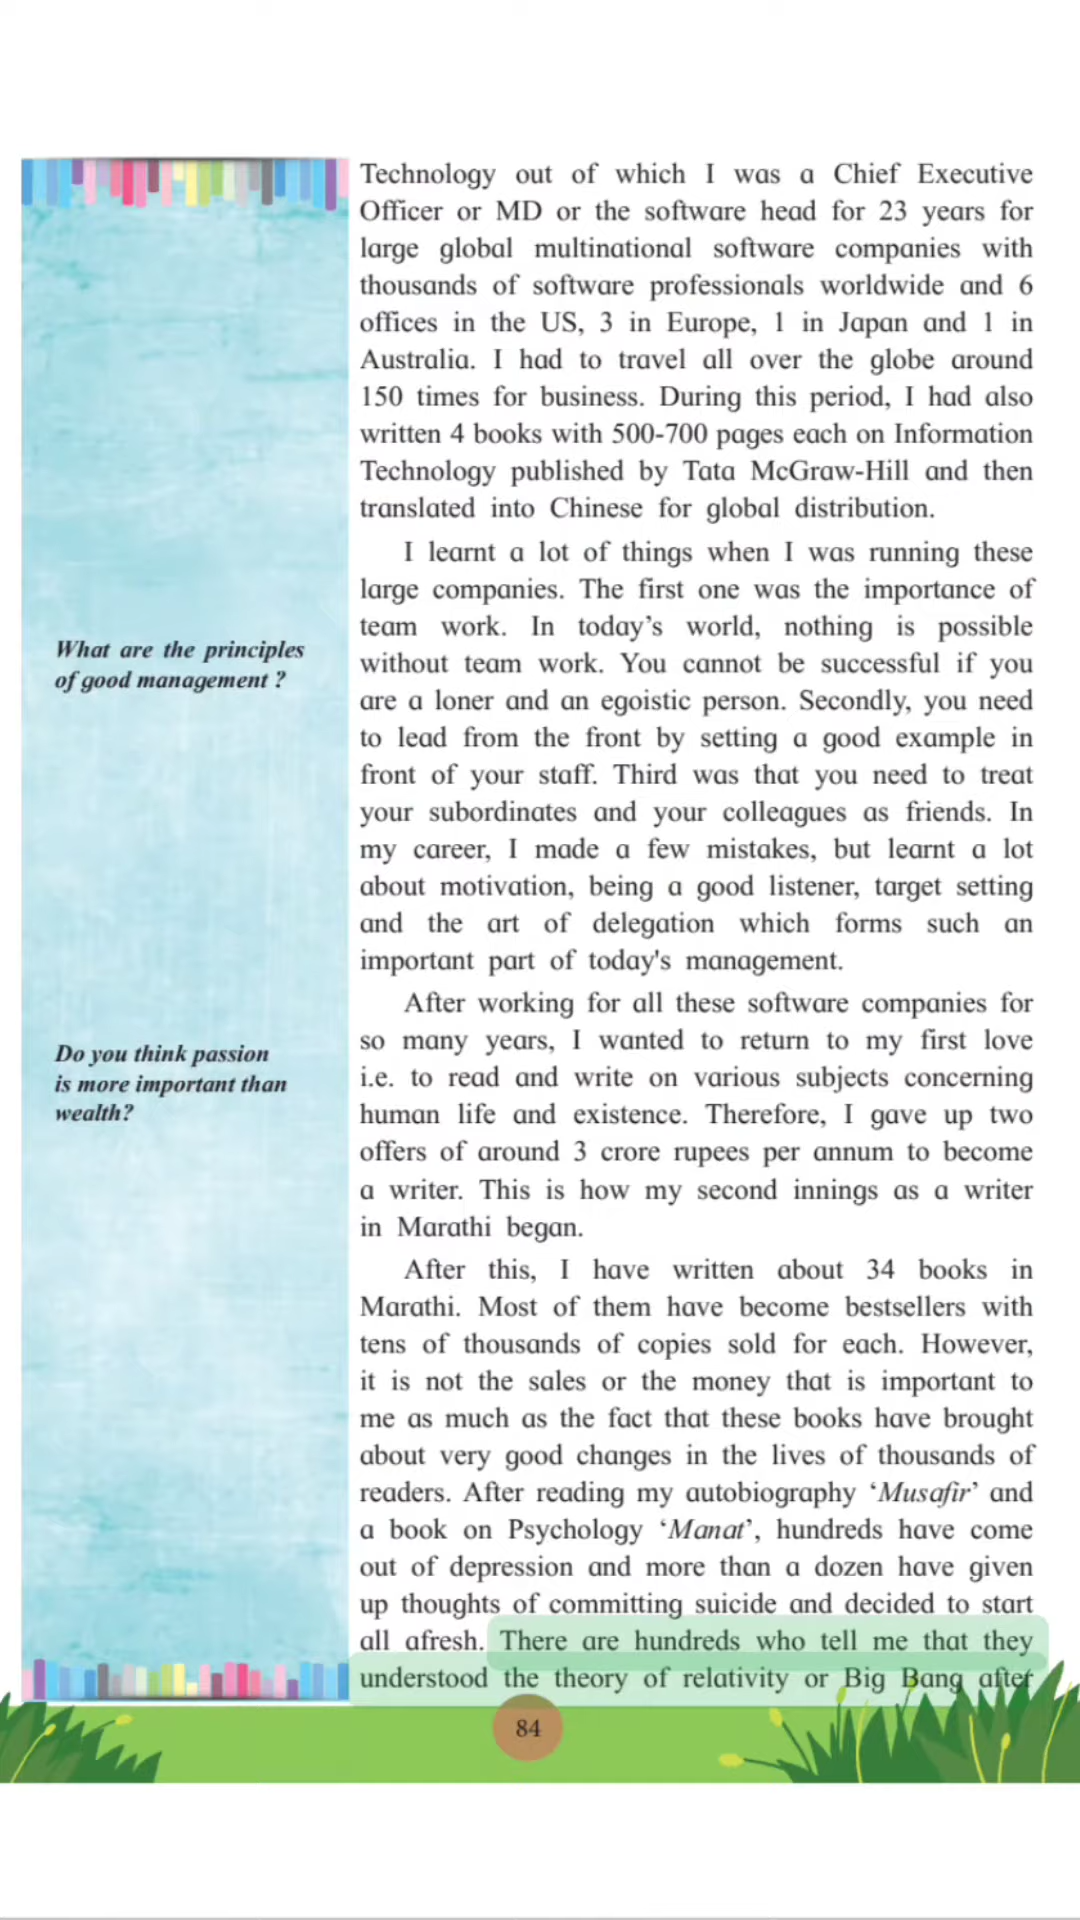 Technology out of which I was a Chief Executive
Officer or MD or the software head for 23 years for
large global multinational software companies with
thousands of software professionals worldwide and 6
offices in the US, 3 in Europe, 1 in Japan and 1 in
Australia. I had to travel all over the globe around
150 times for business. During this period, I had also
written 4 books with 500-700 pages each on Information
Technology published by Tata McGraw-Hill and then
translated into Chinese for global distribution.
I learnt a lot of things when I was running these
large companies. The first one was the importance of
team work. In today’s world, nothing is possible
without team work. You cannot be successful if you
are a loner and an egoistic person. Secondly, you need
to lead from the front by setting a good example in
front of your staff. Third was that you need to treat
your subordinates and your colleagues as friends. In
my career, I made a few mistakes, but learnt a lot
about motivation, being a good listener, target setting
and the art of delegation which forms such an
important part of today's management.
What are the principles
of good management ?
After working for all these software companies for
so many years, I wanted to return to my first love
i.e. to read and write on various subjects concerning
human life and existence. Therefore, I gave up two
offers of around 3 crore rupees per annum to become
a writer. This is how my second innings as a writer
in Marathi began.
Do you think passion
is more important than
wealth?
After this, I have written about 34 books in
Marathi. Most of them have become bestsellers with
tens of thousands of copies sold for each. However,
it is not the sales or the money that is important to
me as much as the fact that these books have brought
about very good changes in the lives of thousands of
readers. After reading my autobiography ‘Musafir’ and
a book on Psychology ‘Manat’, hundreds have come
out of depression and more than a dozen have given
up thoughts of committing suicide and decided to start
all afresh. There are hundreds who tell me that they
understood the theory of relativity or Big Bang after
84